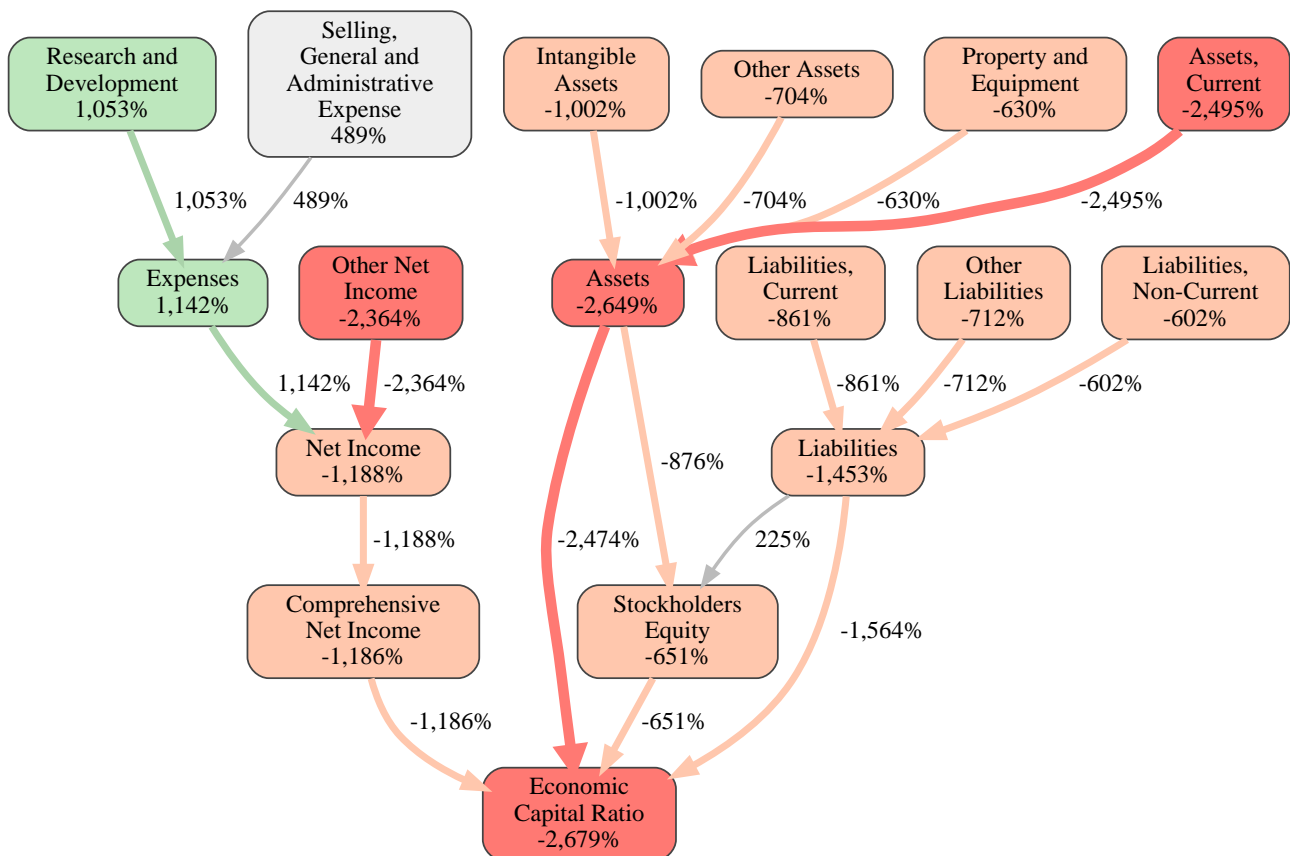 Research and
Development
1,053%
Selling,
General and
Administrative
Expense
489%
Intangible
Assets
-1,002%
Other Assets
-704%
Property and
Equipment
-630%
Assets,
Current
-2,495%
1,053%
489%
-1,002%
-704%
-630%
-2,495%
Expenses
1,142%
Other Net
Income
-2,364%
Assets
-2,649%
Liabilities,
Current
-861%
Other
Liabilities
-712%
Liabilities,
Non-Current
-602%
1,142%
-2,364%
-861%
-712%
-602%
Net Income
-1,188%
-876%
Liabilities
-1,453%
-1,188%
-2,474%
225%
Comprehensive
Net Income
-1,186%
Stockholders
Equity
-651%
-1,564%
-1,186%
-651%
Economic
Capital Ratio
-2,679%